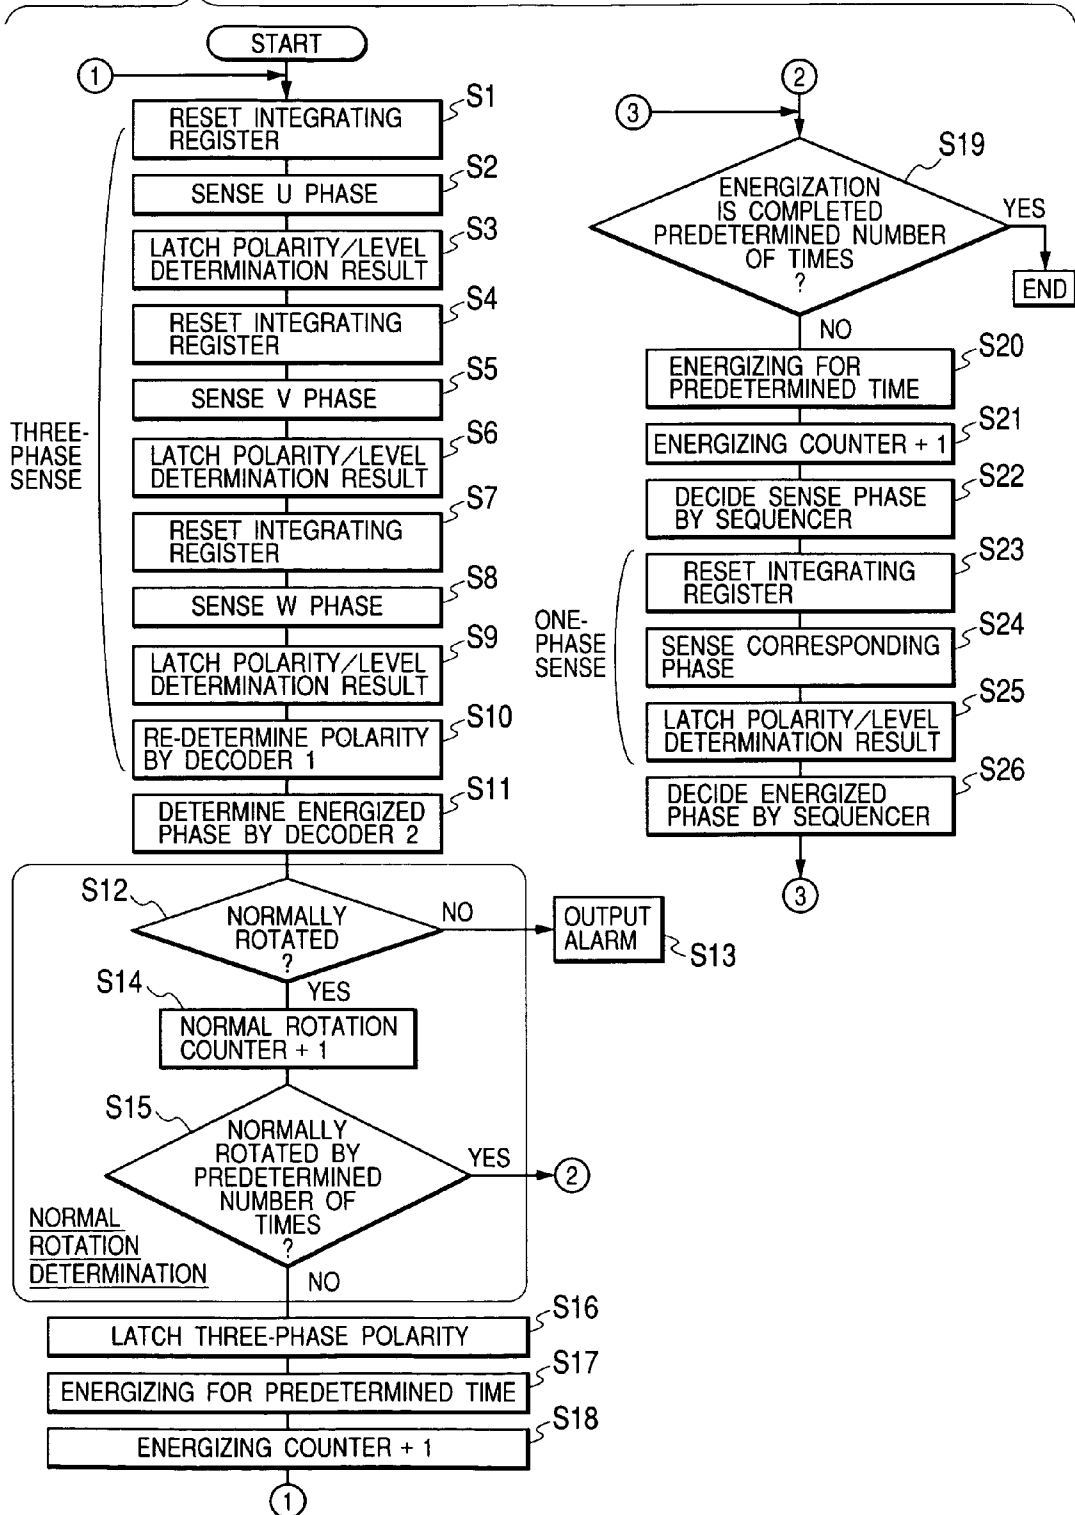 START
1
S1
RESET INTEGRATING
REGISTER
S2
SENSE U PHASE
S3
LATCH POLARITY/LEVEL
DETERMINATION RESULT
S4
RESET INTEGRATING
REGISTER
S5
SENSE V PHASE
THREE-
PHASE
SENSE
S6
LATCH POLARITY/LEVEL
DETERMINATION RESULT
S7
RESET INTEGRATING
REGISTER
S8
SENSE W PHASE
S9
LATCH POLARITY/LEVEL
DETERMINATION RESULT
S10
RE-DETERMINE POLARITY
BY DECODER 1
S11
DETERMINE ENERGIZED
PHASE BY DECODER 2
S12
NORMALLY
ROTATED
?
NO
OUTPUT
ALARM
S13
YES
S14
NORMAL ROTATION
COUNTER + 1
S15
NORMALLY
ROTATED BY
PREDETERMINED
NUMBER OF
TIMES
?
YES
2
NORMAL
ROTATION
DETERMINATION
NO
S16
LATCH THREE-PHASE POLARITY
S17
ENERGIZING FOR PREDETERMINED TIME
S18
ENERGIZING COUNTER + 1
1
2
3
S19
ENERGIZATION
IS COMPLETED
PREDETERMINED NUMBER
OF TIMES
?
YES
END
NO
S20
ENERGIZING FOR
PREDETERMINED TIME
S21
ENERGIZING COUNTER + 1
S22
DECIDE SENSE PHASE
BY SEQUENCER
S23
RESET INTEGRATING
REGISTER
ONE-
PHASE
SENSE
S24
SENSE CORRESPONDING
PHASE
S25
LATCH POLARITY/LEVEL
DETERMINATION RESULT
S26
DECIDE ENERGIZED
PHASE BY SEQUENCER
3